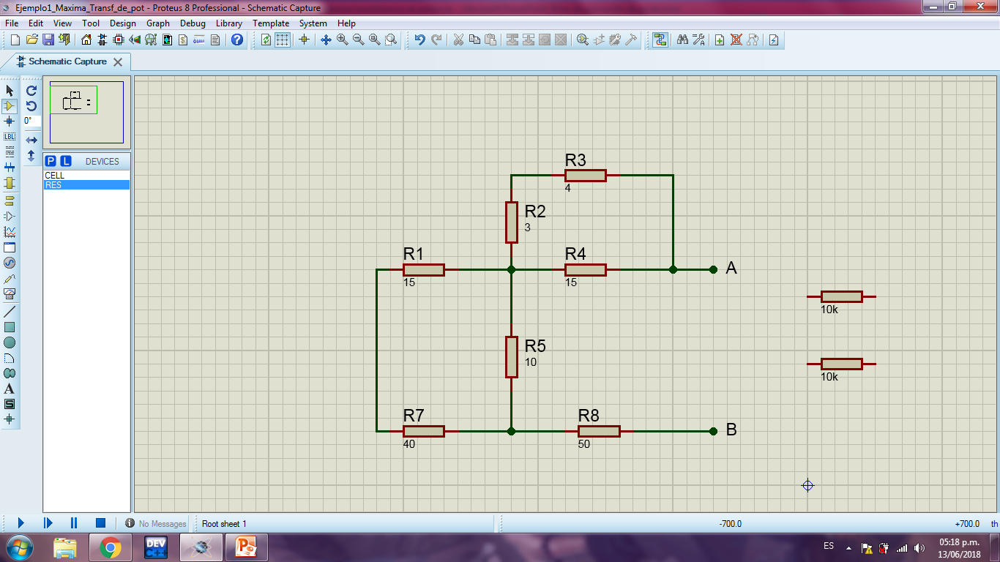 Ejemplo1_Maxima_Transf_de_pot - Proteus 8 Professional - Schematic Capture
File Edit View Tool Design Graph Debug Library Template System Help
Schematic Capture
0°
LBL
P L DEVICES
CELL
RES
A
S
R3
4
R2
3
R1
15
R4
15
A
10k
R5
10
10k
R7
40
R8
50
B
No Messages
Root sheet 1
-700.0
+700.0
th
DEV
C++
ES
05:18 p.m.
13/06/2018